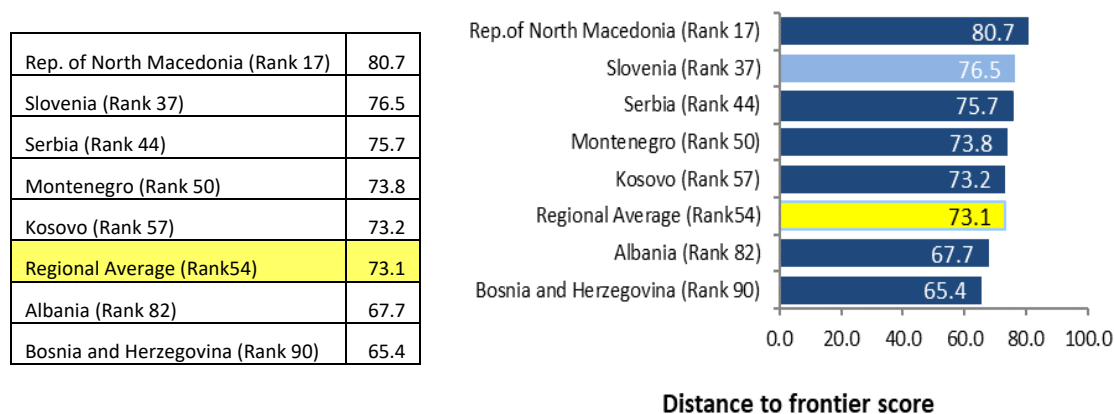 Rep. of North Macedonia (Rank 17) 80.7
Slovenia (Rank 37) 76.5
Serbia (Rank 44) 75.7
Montenegro (Rank 50) 73.8
Kosovo (Rank 57) 73.2
Regional Average (Rank54) 73.1
Albania (Rank 82) 67.7
Bosnia and Herzegovina (Rank 90) 65.4
Rep.of North Macedonia (Rank 17) 80.7
Slovenia (Rank 37) 76.5
Serbia (Rank 44) 75.7
Montenegro (Rank 50) 73.8
Kosovo (Rank 57) 73.2
Regional Average (Rank54) 73.1
Albania (Rank 82) 67.7
Bosnia and Herzegovina (Rank 90) 65.4
0.0 20.0 40.0 60.0 80.0 100.0
Distance to frontier score